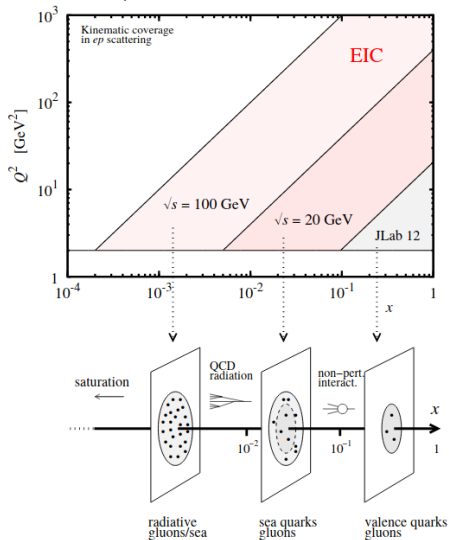 Kinematic coverage
in ep scattering
EIC
Q² [GeV²]
10³
10²
10¹
1
√s = 100 GeV
√s = 20 GeV
JLab 12
10⁻⁴ 10⁻³ 10⁻² 10⁻¹ 1
x
saturation
QCD
radiation
non-pert.
interact.
x
10⁻² 10⁻¹ 1
radiative
gluons/sea
sea quarks
gluons
valence quarks
gluons